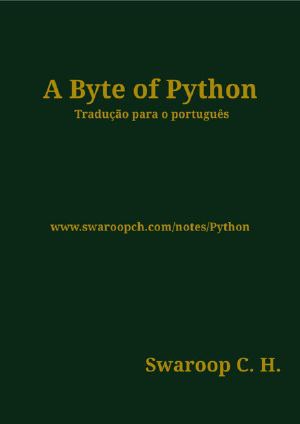 A Byte of Python
Tradução para o português
www.swaroopch.com/notes/Python
Swaroop C. H.